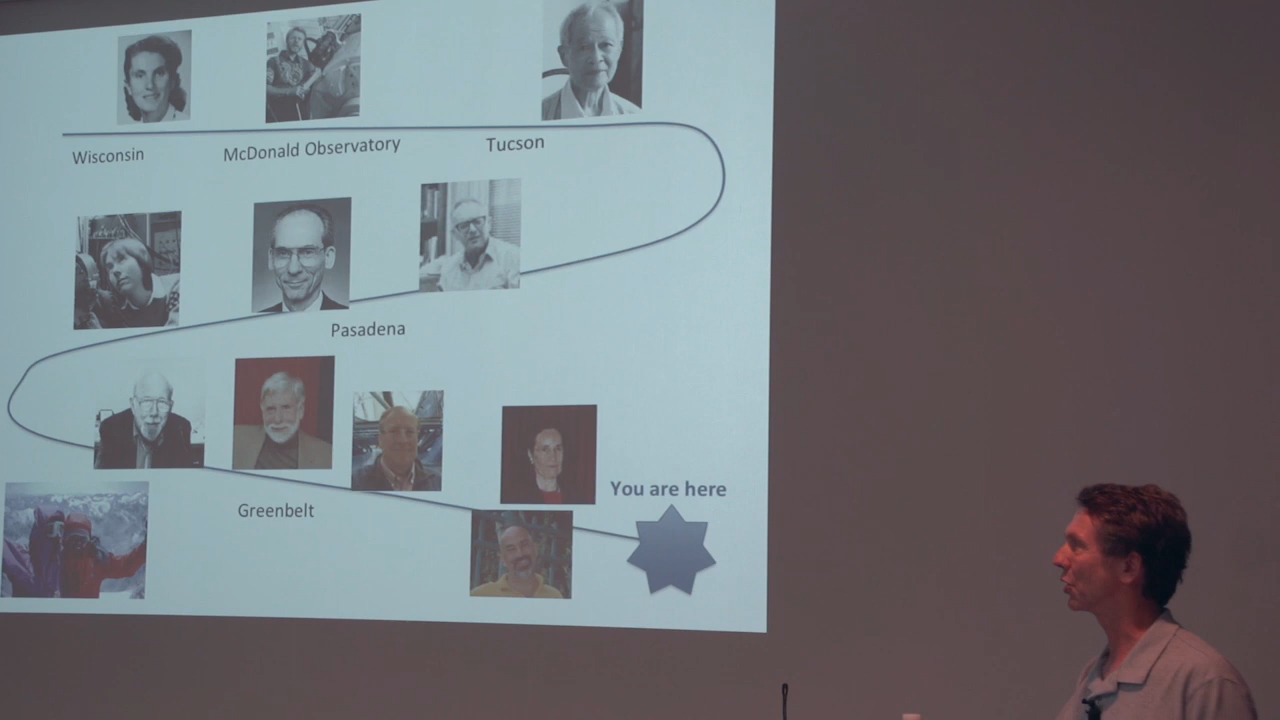 Wisconsin
McDonald Observatory
Tucson
Pasadena
Greenbelt
You are here